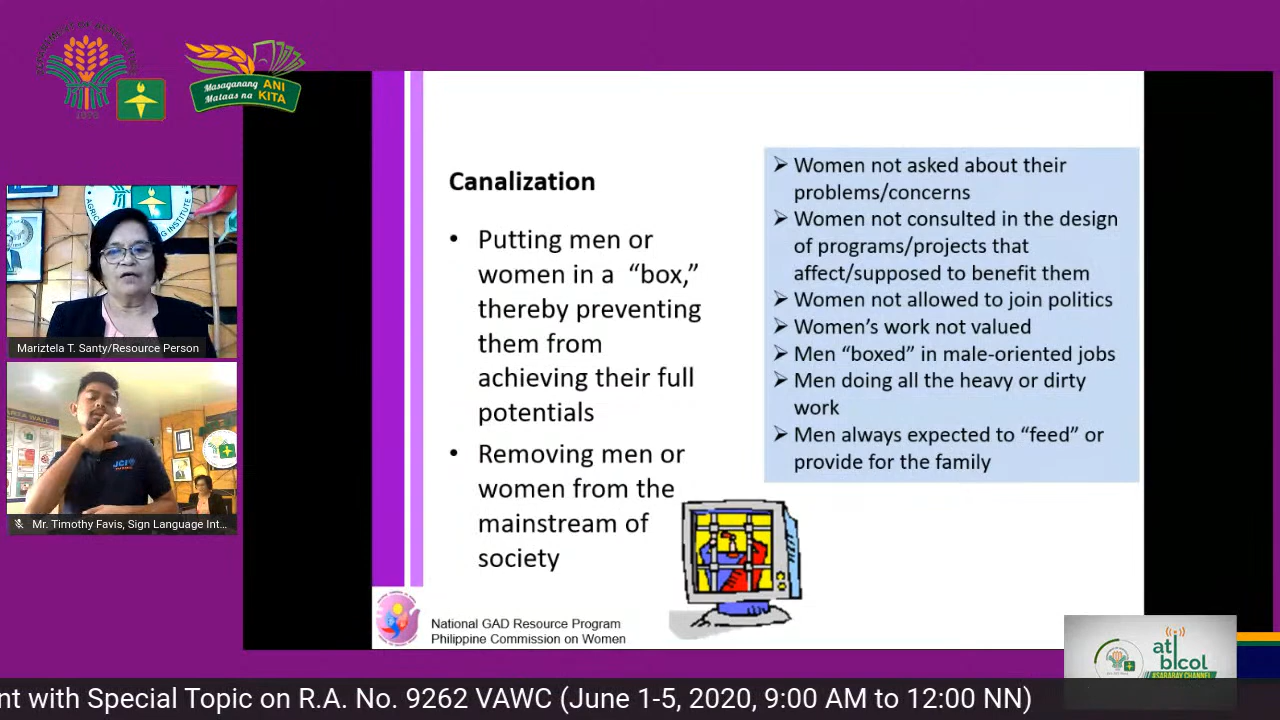 Masaganang ANI
Mataas na KITA
Canalization
• Putting men or
women in a “box,”
thereby preventing
them from
achieving their full
potentials
• Removing men or
women from the
mainstream of
society
➢ Women not asked about their
problems/concerns
➢ Women not consulted in the design
of programs/projects that
affect/supposed to benefit them
➢ Women not allowed to join politics
➢ Women’s work not valued
➢ Men “boxed” in male-oriented jobs
➢ Men doing all the heavy or dirty
work
➢ Men always expected to “feed” or
provide for the family
National GAD Resource Program
Philippine Commission on Women
Mariztela T. Santy/Resource Person
JCI
Mr. Timothy Favis, Sign Language Int...
ati
bicol
#SARABAY CHANNEL
nt with Special Topic on R.A. No. 9262 VAWC (June 1-5, 2020, 9:00 AM to 12:00 NN)